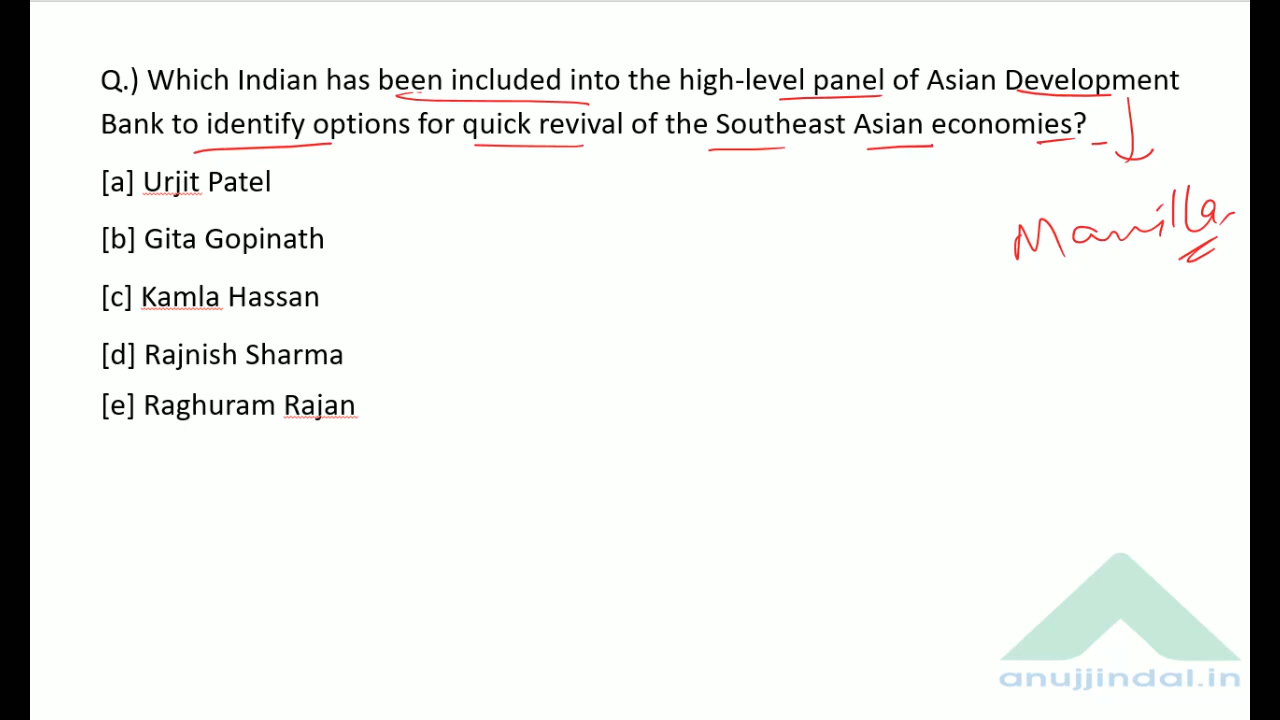 Q.) Which Indian has been included into the high-level panel of Asian Development
Bank to identify options for quick revival of the Southeast Asian economies?
[a] Urjit Patel
Manilla
[b] Gita Gopinath
[c] Kamla Hassan
[d] Rajnish Sharma
[e] Raghuram Rajan
anujjindal.in